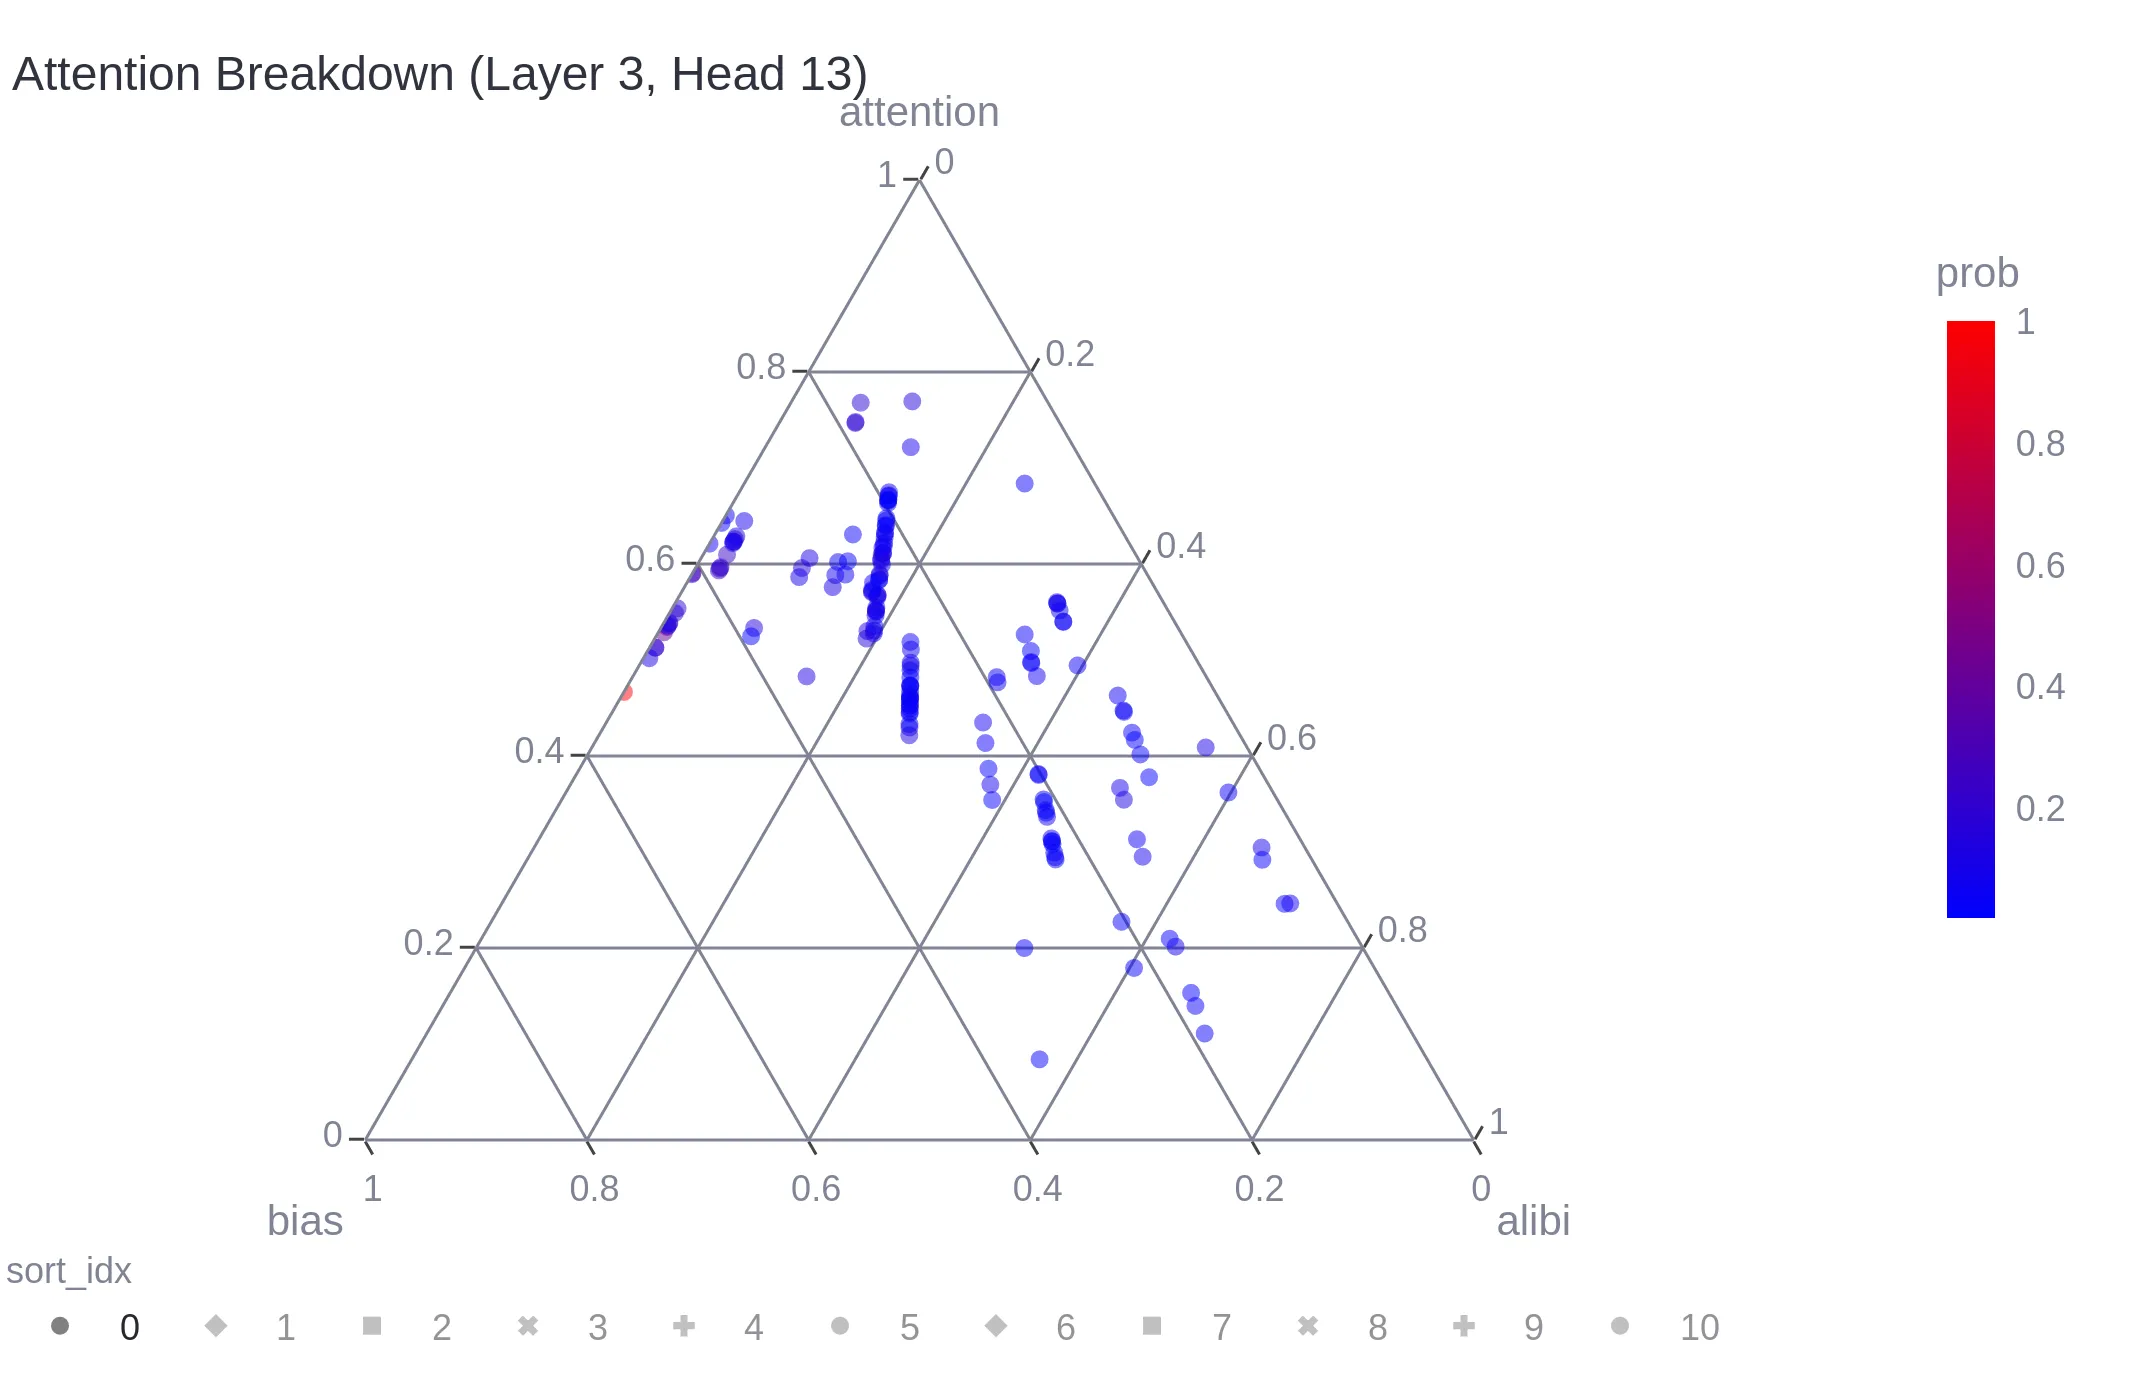 Attention Breakdown (Layer 3, Head 13)
attention
1 0
prob
1
0.8 0.2
0.8
0.6 0.4
0.6
0.4 0.6
0.4
0.2 0.8
0.2
0 1
1 0.8 0.6 0.4 0.2 0
bias alibi
sort_idx
0 1 2 3 4 5 6 7 8 9 10